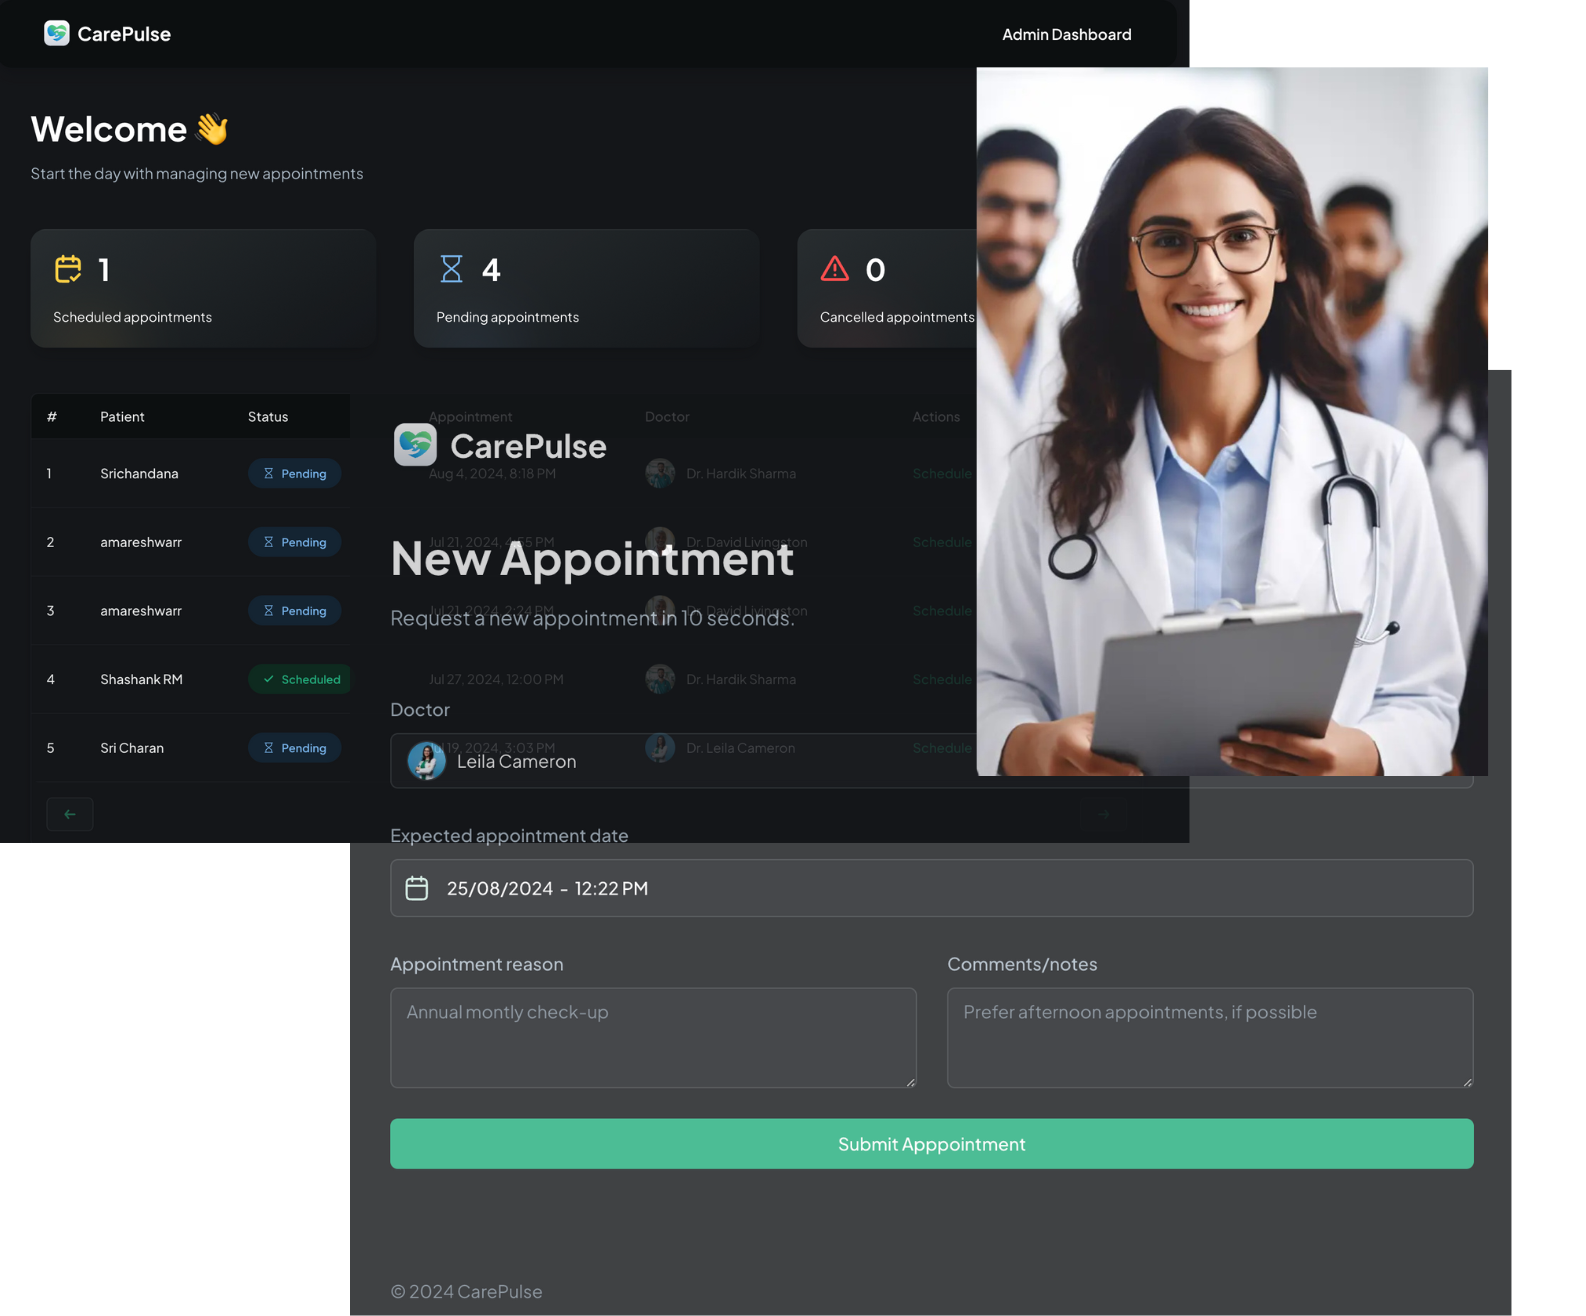 CarePulse
Admin Dashboard
Welcome 👋
Start the day with managing new appointments
1
Scheduled appointments
4
Pending appointments
0
Cancelled appointments
# Patient Status Appointment Doctor Actions
CarePulse
1 Srichandana Pending Aug 4, 2024, 8:18 PM Dr. Hardik Sharma Schedule
2 amareshwarr Pending Jul 21, 2024, 4:55 PM Dr. David Livingston Schedule
New Appointment
3 amareshwarr Pending Jul 21, 2024, 2:24 PM Dr. David Livingston Schedule
Request a new appointment in 10 seconds.
4 Shashank RM Scheduled Jul 27, 2024, 12:00 PM Dr. Hardik Sharma Schedule
Doctor
5 Sri Charan Pending Jul 19, 2024, 3:03 PM Dr. Leila Cameron Schedule
Leila Cameron
Expected appointment date
25/08/2024 - 12:22 PM
Appointment reason
Comments/notes
Annual montly check-up
Prefer afternoon appointments, if possible
Submit Apppointment
© 2024 CarePulse